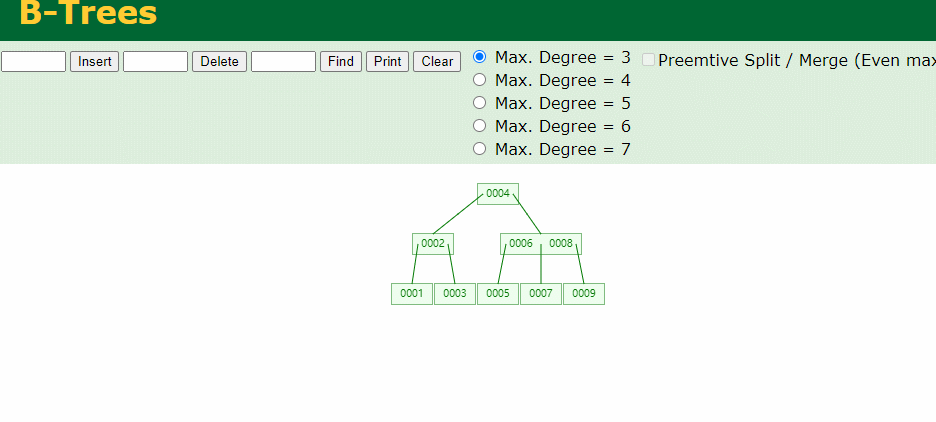 B-Trees
Insert Delete Find Print Clear
Max. Degree = 3
Max. Degree = 4
Max. Degree = 5
Max. Degree = 6
Max. Degree = 7
Preemtive Split / Merge (Even max
0004
0002 0006 0008
0001 0003 0005 0007 0009